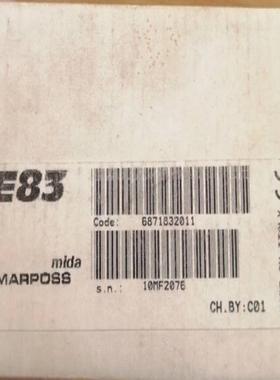 E83
Code: 6871832011
mida
MARPOSS
s.n.: 10MF2076
CH.BY:C01